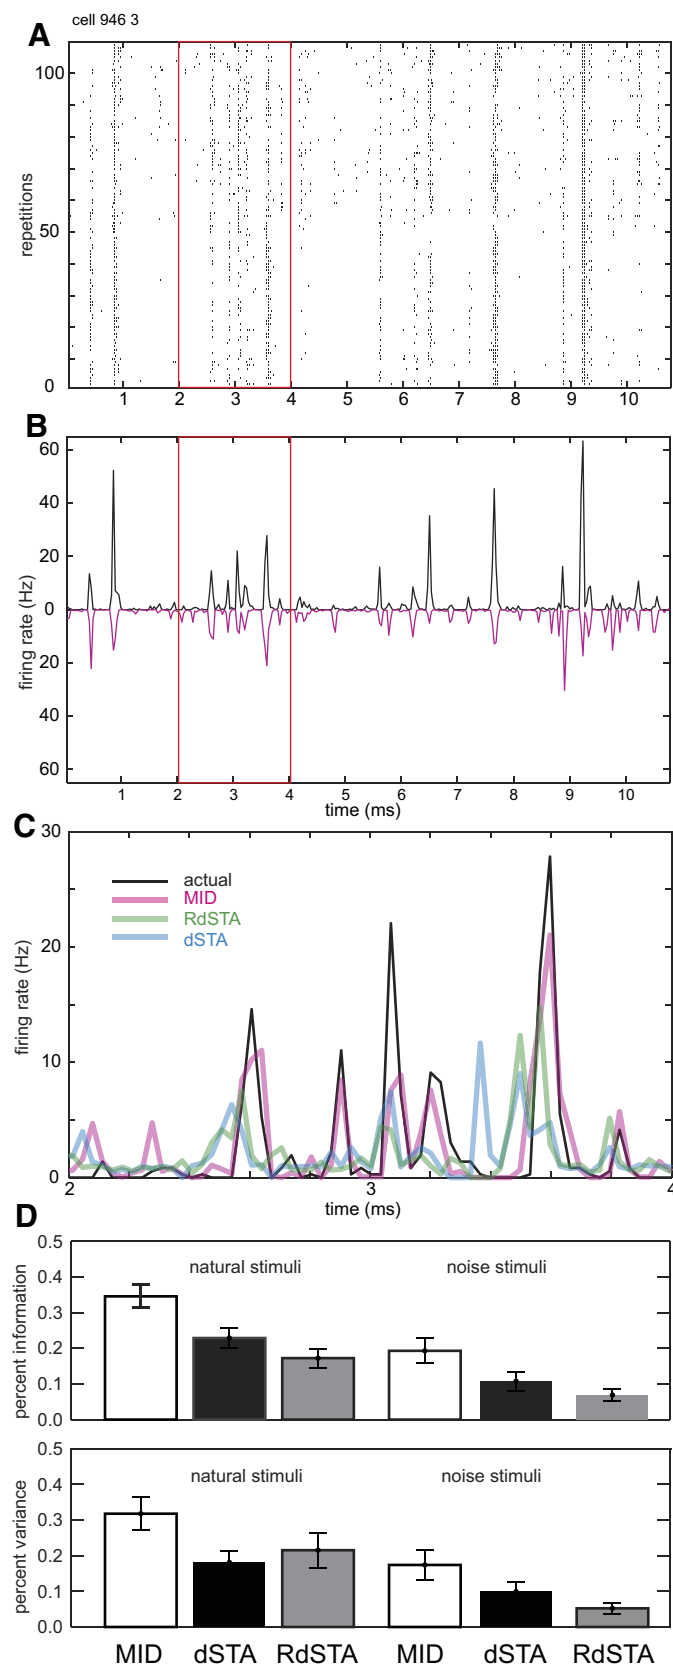 cell 946 3
A
100
50
0
repetitions
1 2 3 4 5 6 7 8 9 10
B
60
40
20
0
20
40
60
firing rate (Hz)
1 2 3 4 5 6 7 8 9 10
time (ms)
C
30
20
10
0
firing rate (Hz)
actual
MID
RdSTA
dSTA
2 3 4
time (ms)
D
0.5
0.4
0.3
0.2
0.1
0.0
percent information
natural stimuli noise stimuli
0.5
0.4
0.3
0.2
0.1
0.0
percent variance
natural stimuli noise stimuli
MID dSTA RdSTA MID dSTA RdSTA